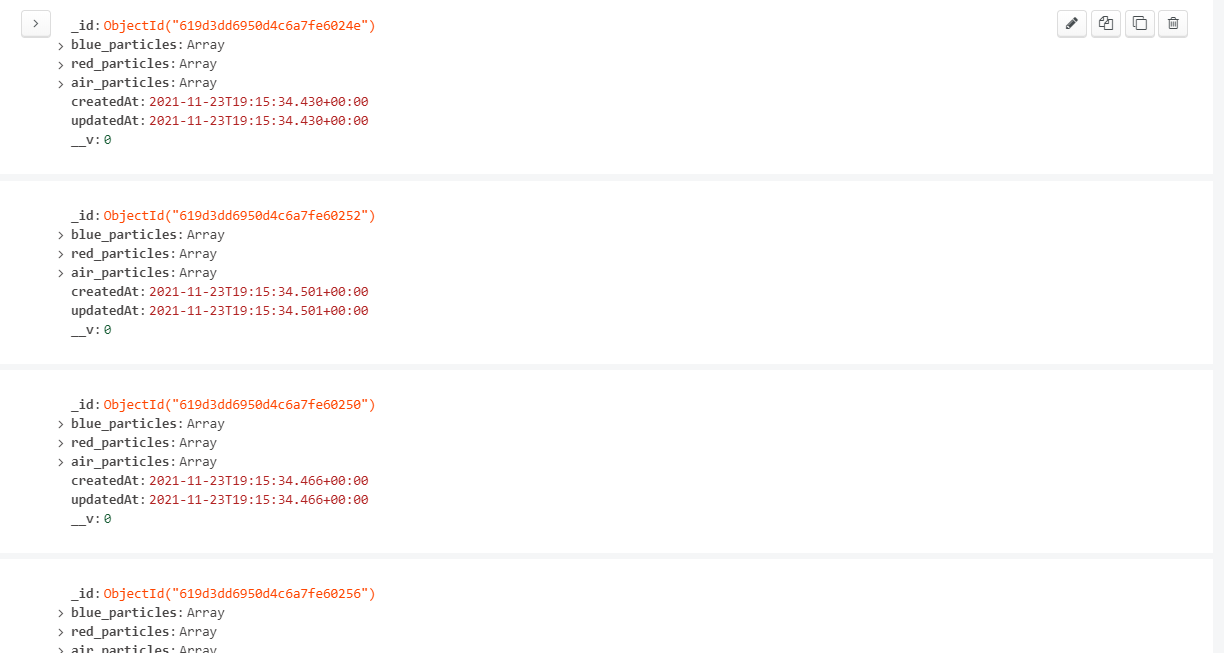 _id: ObjectId("619d3dd6950d4c6a7fe6024e")
blue_particles: Array
red_particles: Array
air_particles: Array
createdAt: 2021-11-23T19:15:34.430+00:00
updatedAt: 2021-11-23T19:15:34.430+00:00
__v: 0
_id: ObjectId("619d3dd6950d4c6a7fe60252")
blue_particles: Array
red_particles: Array
air_particles: Array
createdAt: 2021-11-23T19:15:34.501+00:00
updatedAt: 2021-11-23T19:15:34.501+00:00
__v: 0
_id: ObjectId("619d3dd6950d4c6a7fe60250")
blue_particles: Array
red_particles: Array
air_particles: Array
createdAt: 2021-11-23T19:15:34.466+00:00
updatedAt: 2021-11-23T19:15:34.466+00:00
__v: 0
_id: ObjectId("619d3dd6950d4c6a7fe60256")
blue_particles: Array
red_particles: Array
air_particles: Array